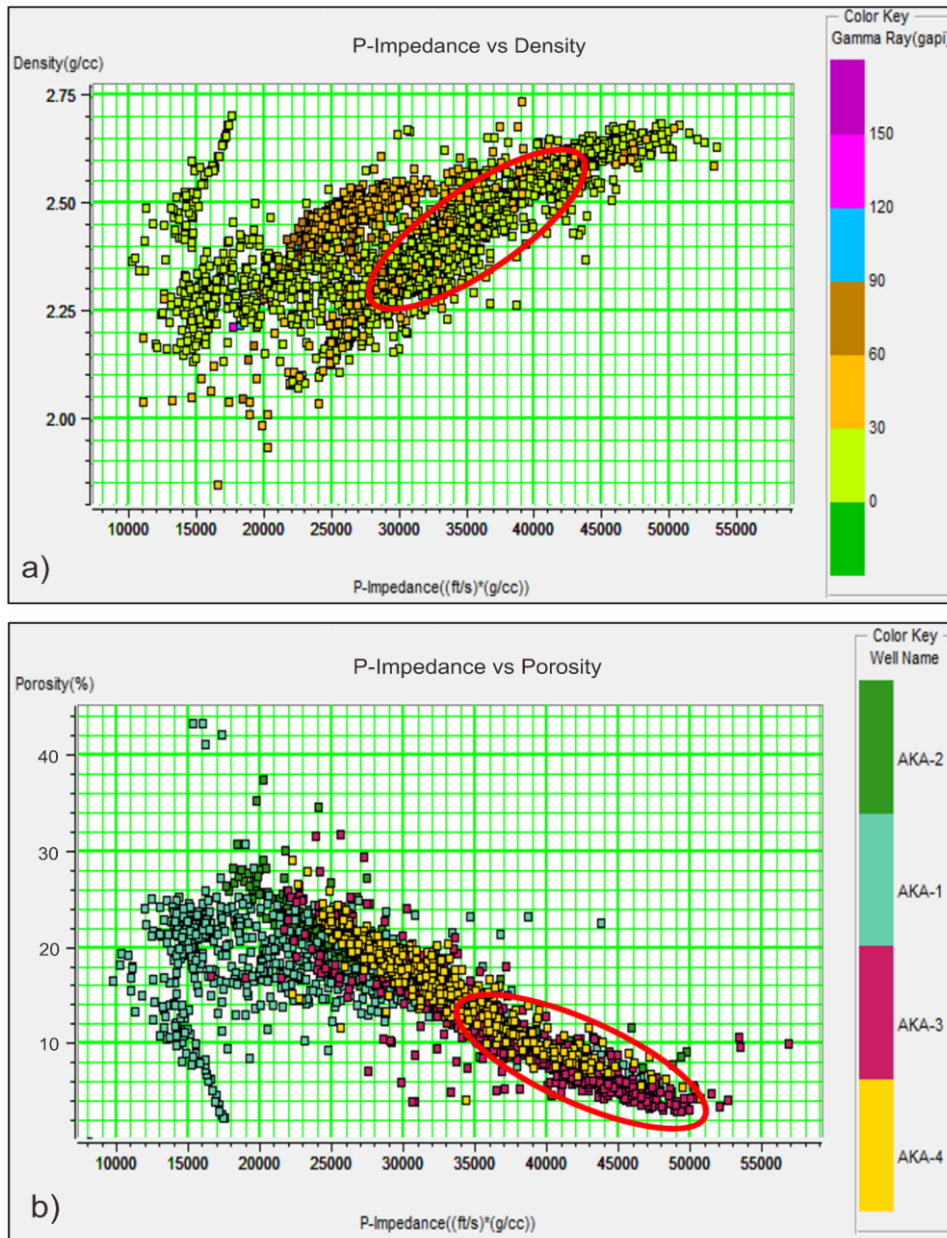 Color Key
Gamma Ray(gapi)
P-Impedance vs Density
Density(g/cc)
2.75
2.50
2.25
2.00
150
120
90
60
30
0
10000 15000 20000 25000 30000 35000 40000 45000 50000 55000
a)
P-Impedance((ft/s)*(g/cc))
Color Key
Well Name
P-Impedance vs Porosity
Porosity(%)
40
30
20
10
AKA-2
AKA-1
AKA-3
AKA-4
10000 15000 20000 25000 30000 35000 40000 45000 50000 55000
b)
P-Impedance((ft/s)*(g/cc))